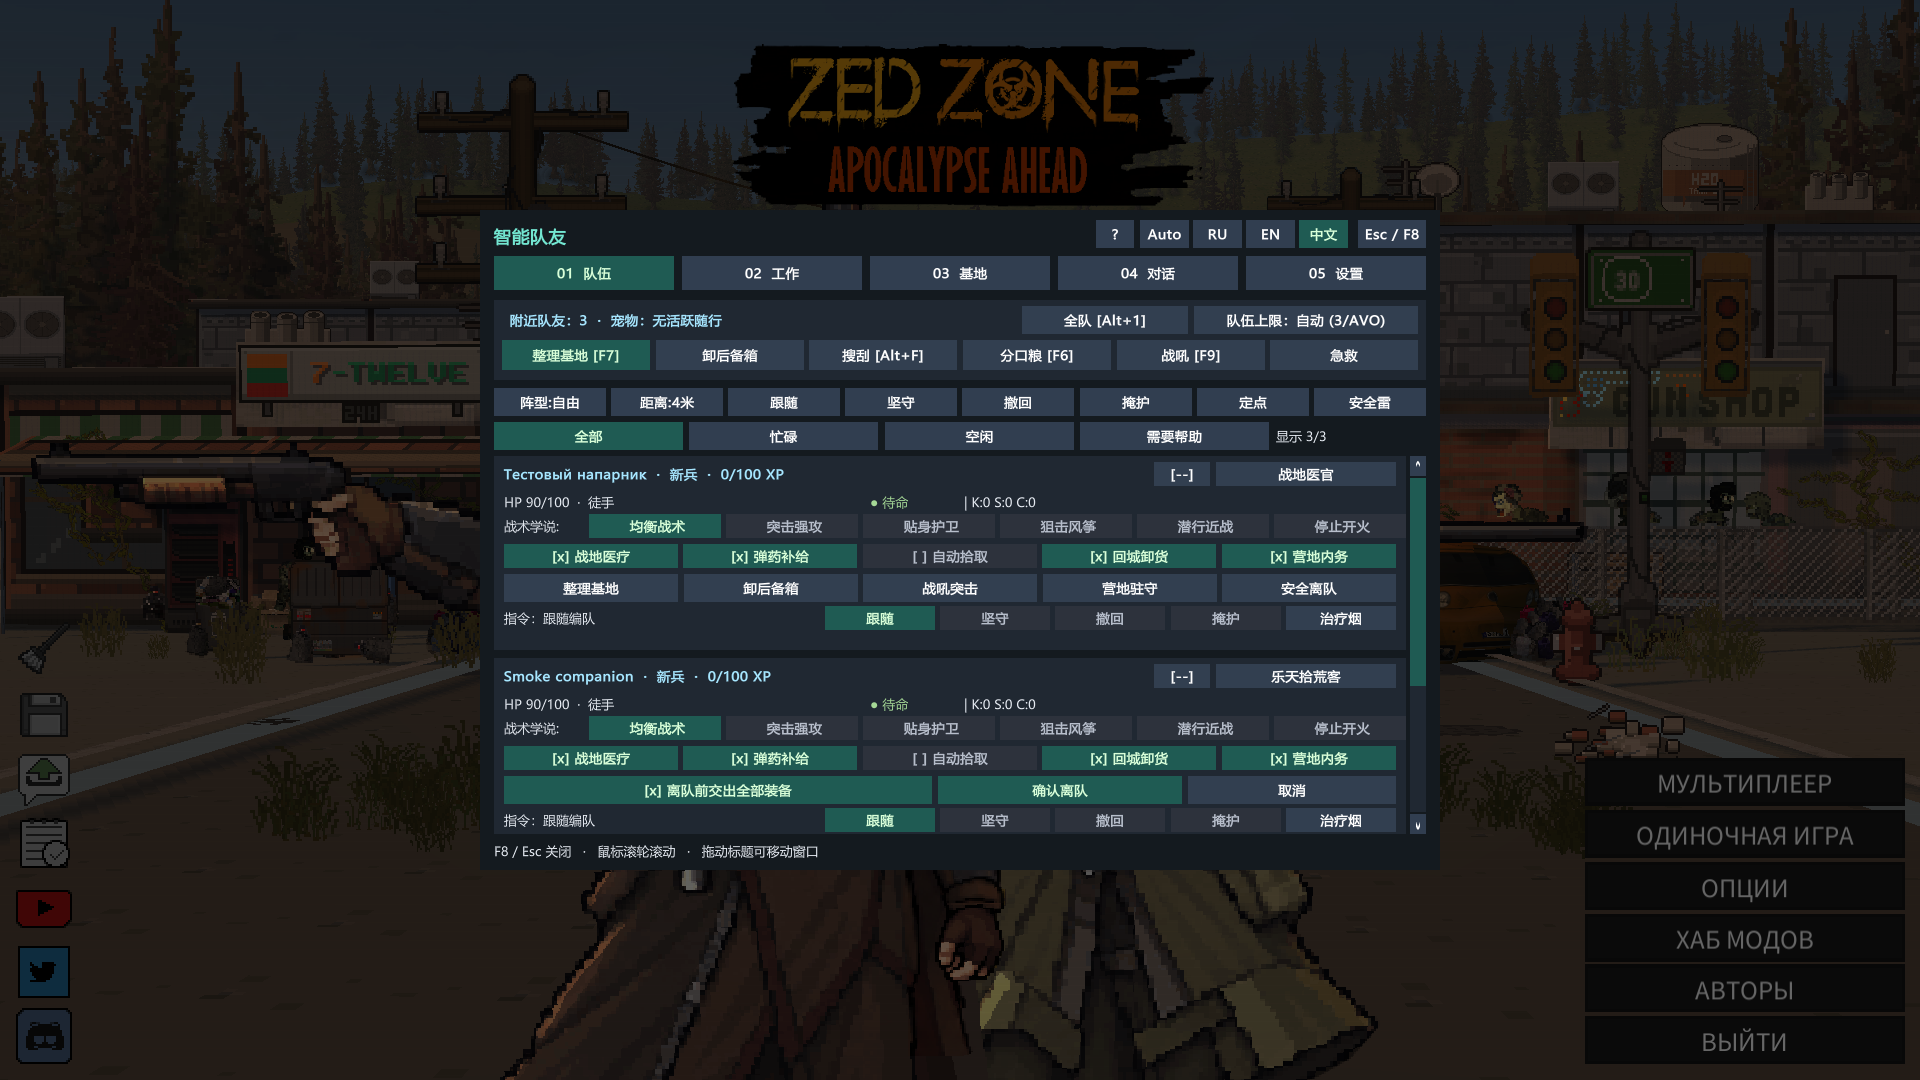 ZED ZONE
APOCALYPSE AHEAD
H2O
30
7-TWELVE
24H
GUN SHOP
智能队友
? Auto RU EN 中文 Esc / F8
01 队伍 02 工作 03 基地 04 对话 05 设置
附近队友: 3 · 宠物: 无活跃随行 全队 [Alt+1] 队伍上限: 自动 (3/AVO)
整理基地 [F7] 卸后备箱 搜刮 [Alt+F] 分口粮 [F6] 战吼 [F9] 急救
阵型:自由 距离:4米 跟随 坚守 撤回 掩护 定点 安全雷
全部 忙碌 空闲 需要帮助 显示 3/3
Тестовый напарник · 新兵 · 0/100 XP [--] 战地医官
HP 90/100 · 徒手 ● 待命 | K:0 S:0 C:0
战术学说: 均衡战术 突击强攻 贴身护卫 狙击风筝 潜行近战 停止开火
[x] 战地医疗 [x] 弹药补给 [ ] 自动拾取 [x] 回城卸货 [x] 营地内务
整理基地 卸后备箱 战吼突击 营地驻守 安全离队
指令: 跟随编队 跟随 坚守 撤回 掩护 治疗烟
Smoke companion · 新兵 · 0/100 XP [--] 乐天拾荒客
HP 90/100 · 徒手 ● 待命 | K:0 S:0 C:0
战术学说: 均衡战术 突击强攻 贴身护卫 狙击风筝 潜行近战 停止开火
[x] 战地医疗 [x] 弹药补给 [ ] 自动拾取 [x] 回城卸货 [x] 营地内务
[x] 离队前交出全部装备 确认离队 取消
指令: 跟随编队 跟随 坚守 撤回 掩护 治疗烟
F8 / Esc 关闭 · 鼠标滚轮滚动 · 拖动标题可移动窗口
МУЛЬТИПЛЕЕР
ОДИНОЧНАЯ ИГРА
ОПЦИИ
ХАБ МОДОВ
АВТОРЫ
ВЫЙТИ